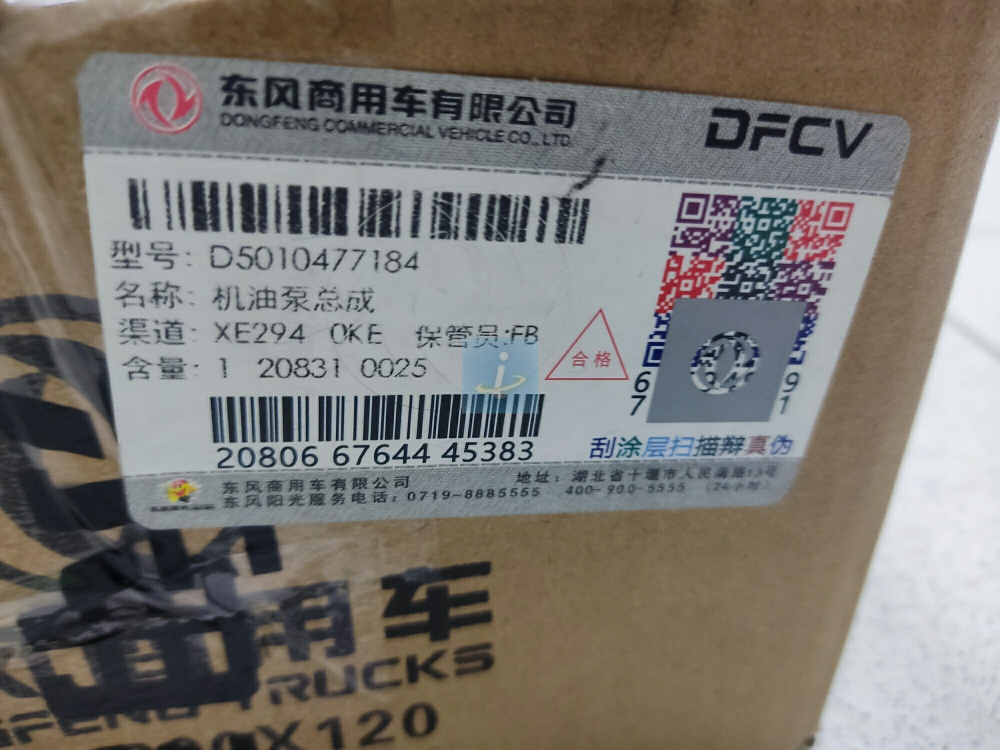 东风商用车有限公司
DONGFENG COMMERCIAL VEHICLE CO., LTD.
DFCV
型号: D5010477184
名称: 机油泵总成
渠道: XE294 0KE 保管员:FB
含量: 1 20831 0025
合格
20806 67644 45383
6 9
7 1
刮涂层扫描辩真伪
东风商用车有限公司 地址: 湖北省十堰市人民南路13号
东风阳光服务电话: 0719-8885555 400-900-5555 (24小时)
用车
TRUCKS
X120